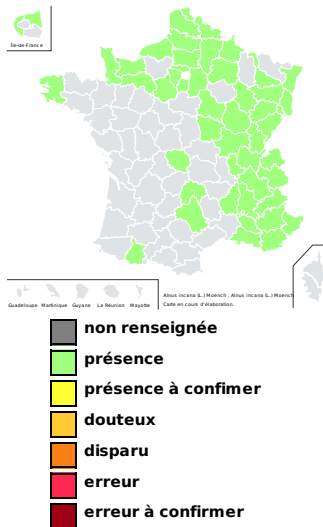 Île-de-France
Guadeloupe Martinique Guyane La Réunion Mayotte
Alnus incana (L.) Moench , Alnus incana (L.) Moench
Carte en cours d'élaboration.
non renseignée
présence
présence à confimer
douteux
disparu
erreur
erreur à confirmer